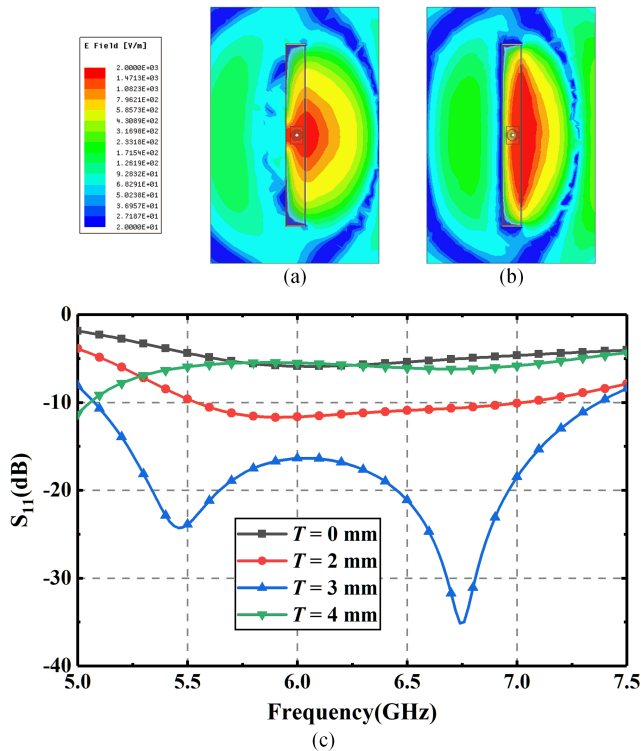 E Field [V/m]
2.0000E+03
1.4713E+03
1.0823E+03
7.9621E+02
5.8573E+02
4.3089E+02
3.1698E+02
2.3318E+02
1.7154E+02
1.2619E+02
9.2832E+01
6.8291E+01
5.0238E+01
3.6957E+01
2.7187E+01
2.0000E+01
(a)
(b)
0
-10
-20
-30
-40
S11(dB)
T = 0 mm
T = 2 mm
T = 3 mm
T = 4 mm
5.0
5.5
6.0
6.5
7.0
7.5
Frequency(GHz)
(c)